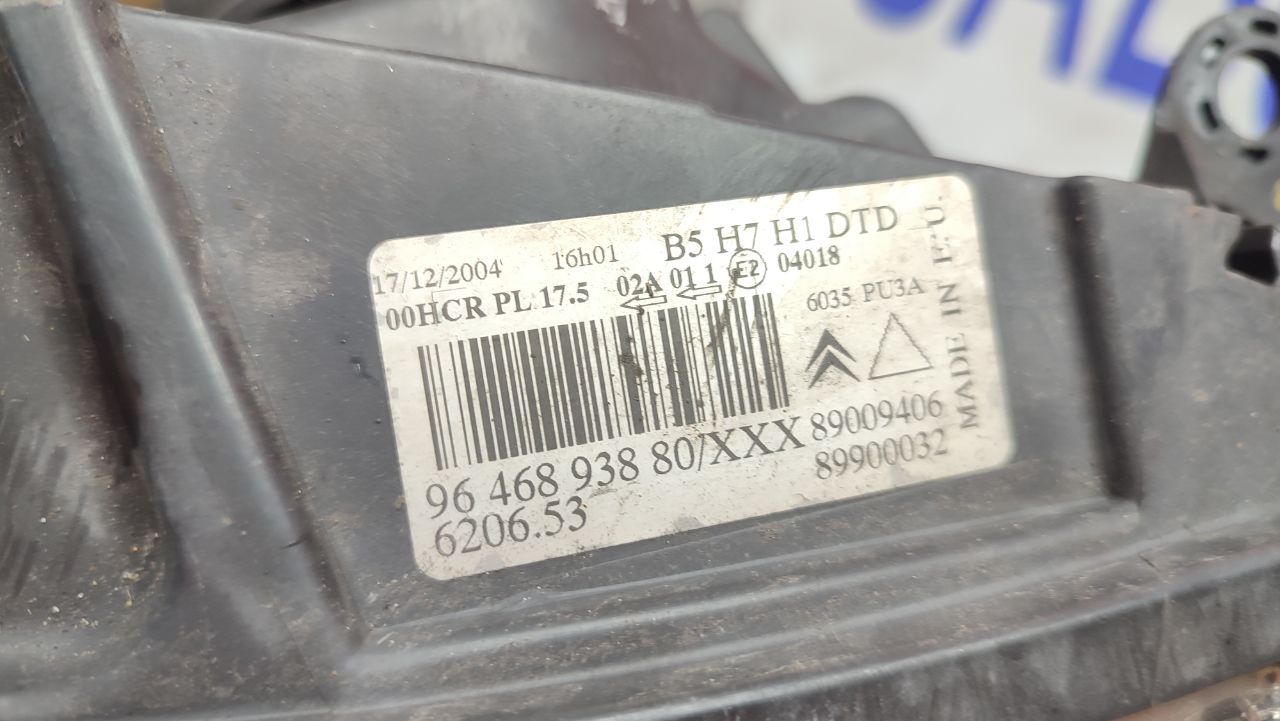 B5 H7 H1 DTD
17/12/2004 16h01
00HCR PL 17.5 02A 01 1 E2 04018
6035 PU3A
MADE IN E.U.
96 468 938 80/XXX 89009406
6206.53 89900032